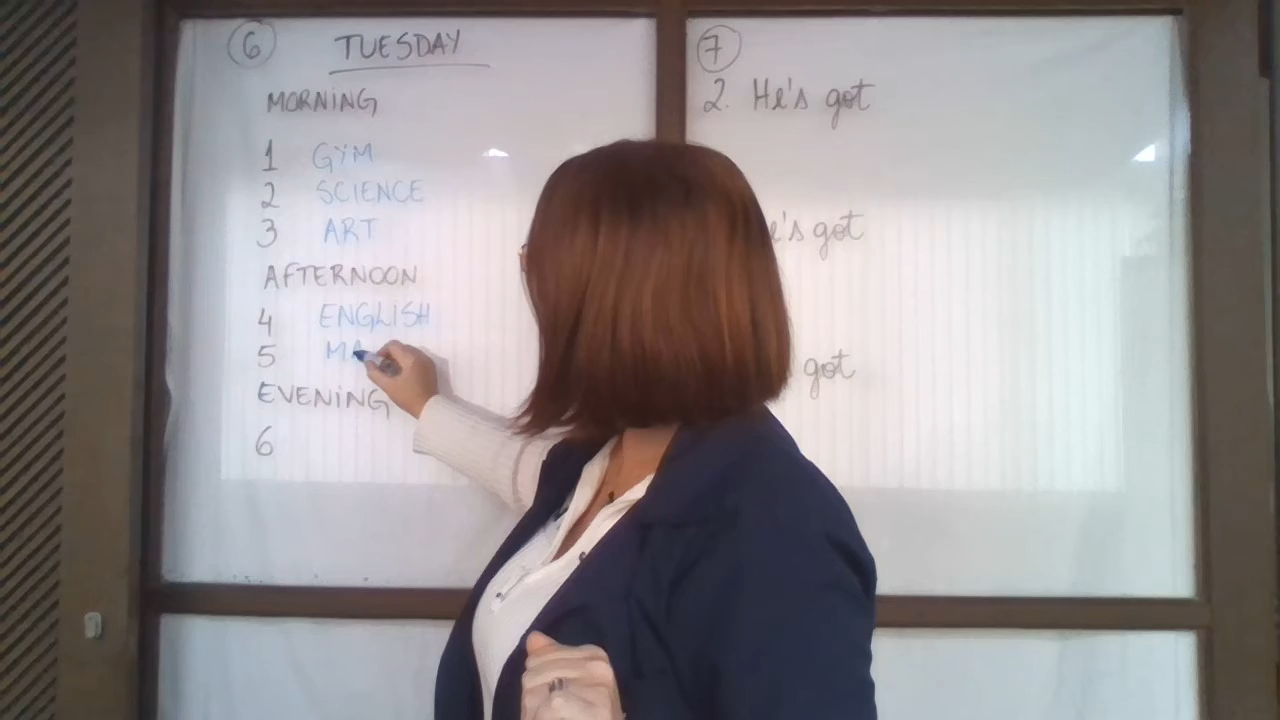 6 TUESDAY
MORNING
1 GYM
2 SCIENCE
3 ART
AFTERNOON
4 ENGLISH
5 MA
EVENING
6
7
2. He's got
e's got
got